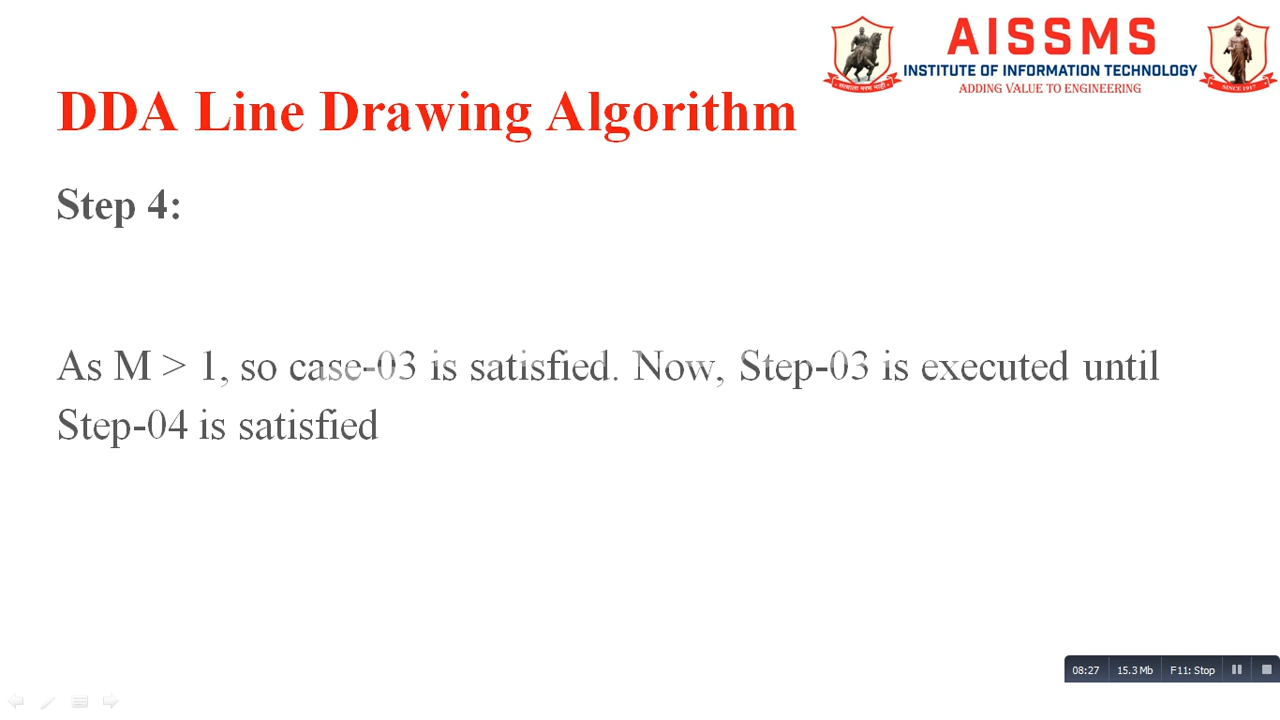 AISSMS
INSTITUTE OF INFORMATION TECHNOLOGY
ADDING VALUE TO ENGINEERING
SINCE 1917
DDA Line Drawing Algorithm
Step 4:
As M > 1, so case-03 is satisfied. Now, Step-03 is executed until
Step-04 is satisfied
08:27 15.3 Mb F11: Stop